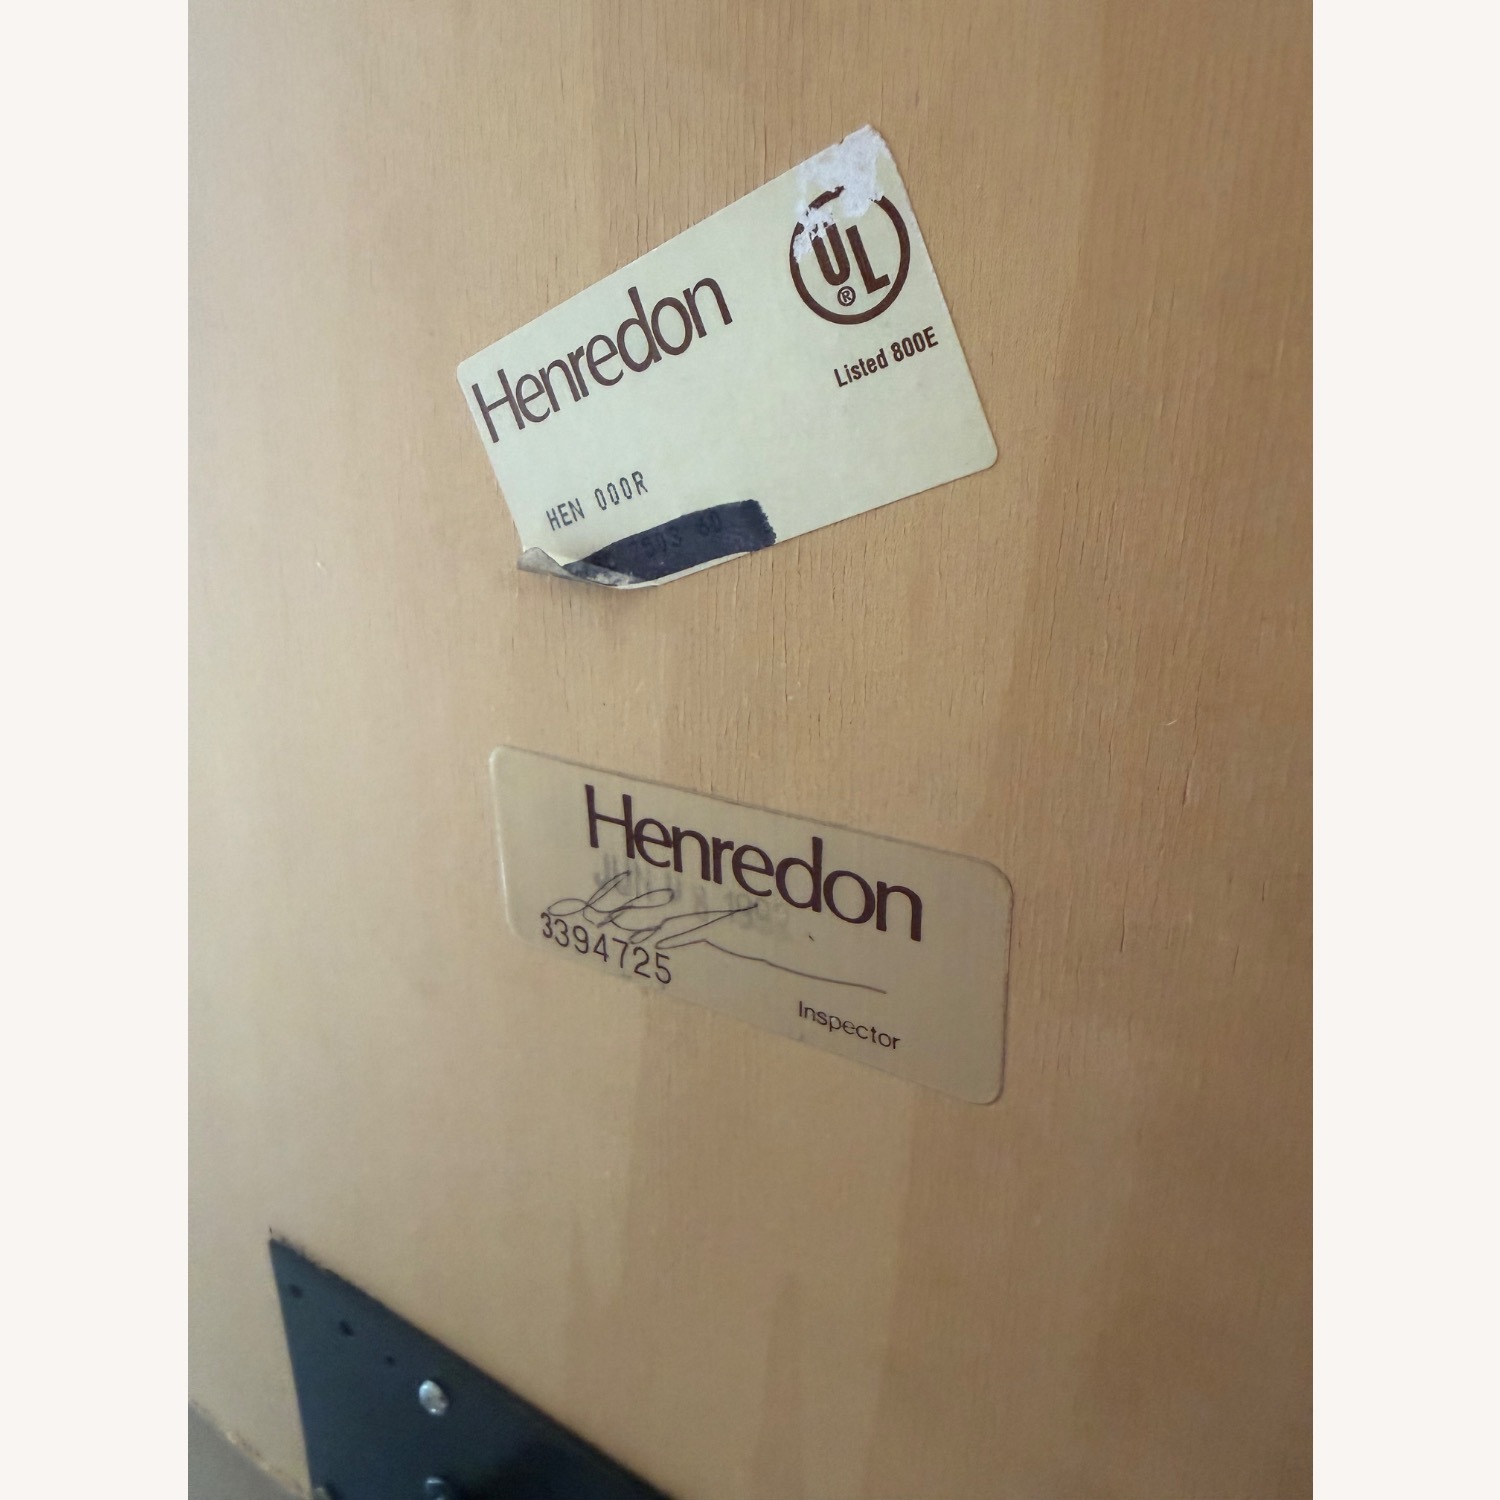 Henredon
UL
®
Listed 800E
HEN 000R
Henredon
3394725
Inspector